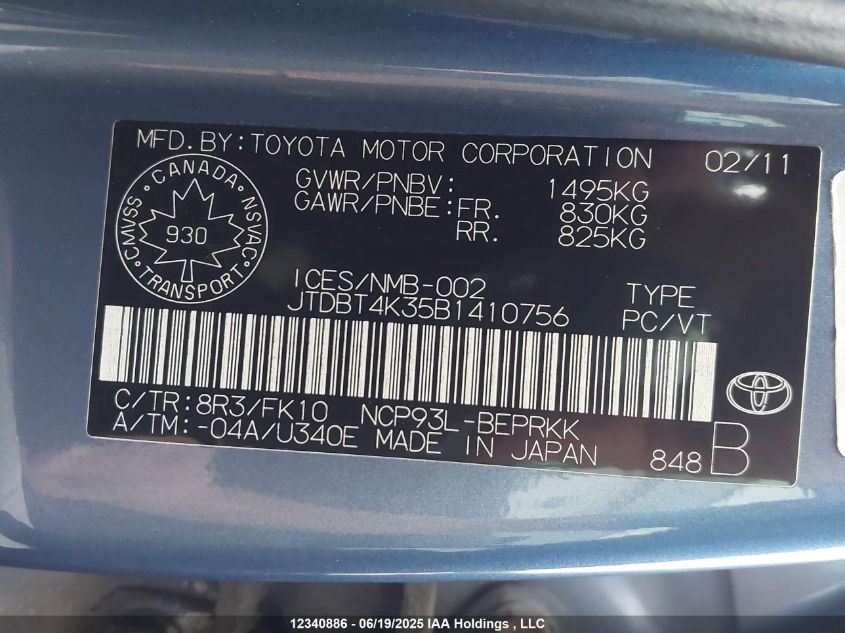 MFD.BY:TOYOTA MOTOR CORPORATION 02/11
GVWR/PNBV: 1495KG
GAWR/PNBE:FR. 830KG
RR. 825KG
CANADA
CMVSS
NSVAC
930
TRANSPORT
ICES/NMB-002
JTDBT4K35B1410756
TYPE
PC/VT
C/TR:8R3/FK10 NCP93L-BEPRKK
A/TM:-04A/U340E MADE IN JAPAN
848 B
12340886 - 06/19/2025 IAA Holdings , LLC